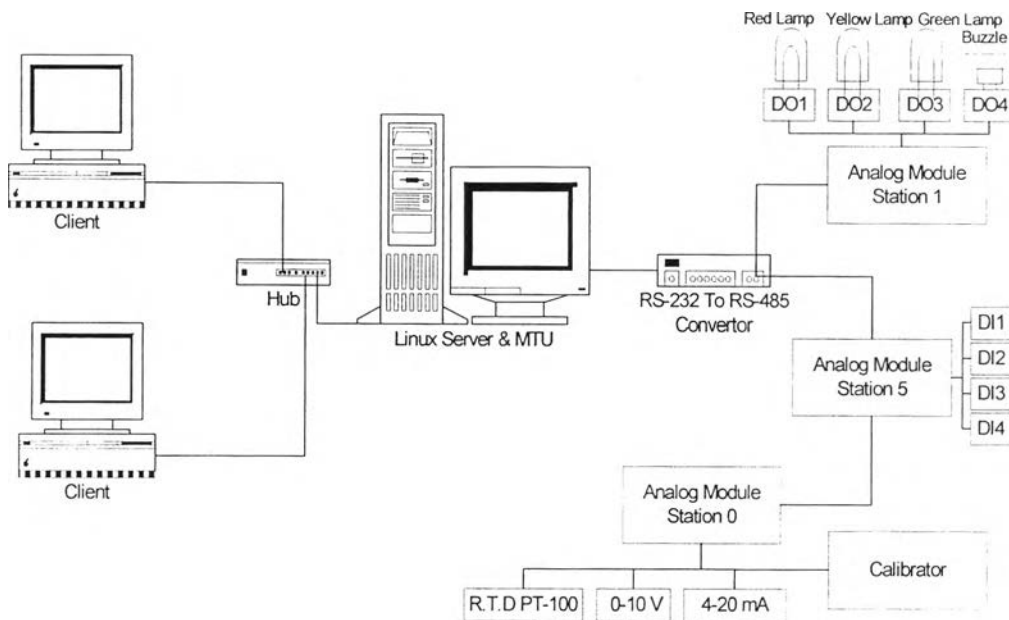 Red Lamp Yellow Lamp Green Lamp
Buzzle
DO1 DO2 DO3 DO4
Analog Module
Station 1
Client
Hub
Linux Server & MTU
RS-232 To RS-485
Convertor
DI1
DI2
DI3
DI4
Analog Module
Station 5
Client
Analog Module
Station 0
Calibrator
R.T.D PT-100 0-10 V 4-20 mA